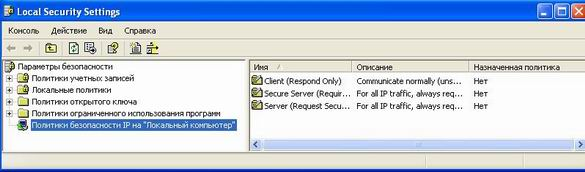 Local Security Settings
Консоль Действие Вид Справка
Параметры безопасности
Политики учетных записей
Локальные политики
Политики открытого ключа
Политики ограниченного использования программ
Политики безопасности IP на "Локальный компьютер"
Имя Описание Назначенная политика
Client (Respond Only) Communicate normally (uns... Нет
Secure Server (Requir... For all IP traffic, always req... Нет
Server (Request Secu... For all IP traffic, always req... Нет